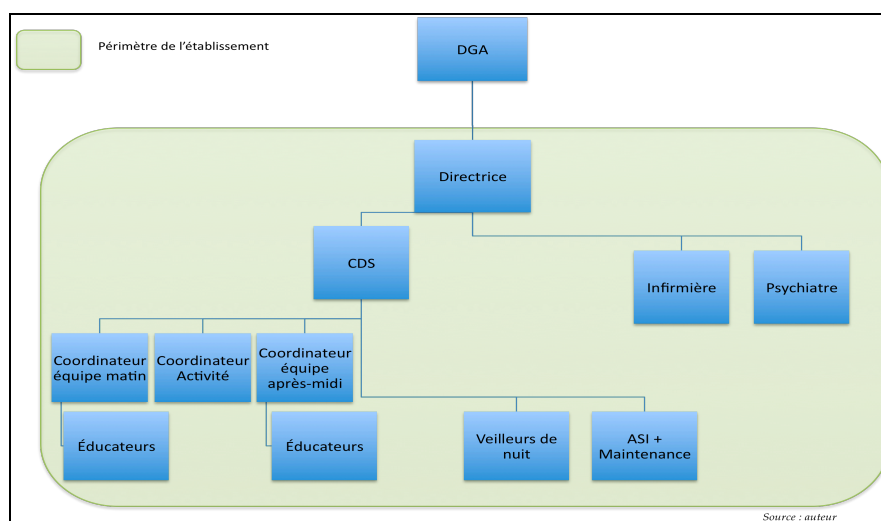 Périmètre de l'établissement
DGA
Directrice
CDS
Infirmière
Psychiatre
Coordinateur
équipe matin
Coordinateur
Activité
Coordinateur
équipe
après-midi
Éducateurs
Éducateurs
Veilleurs de
nuit
ASI +
Maintenance
Source : auteur